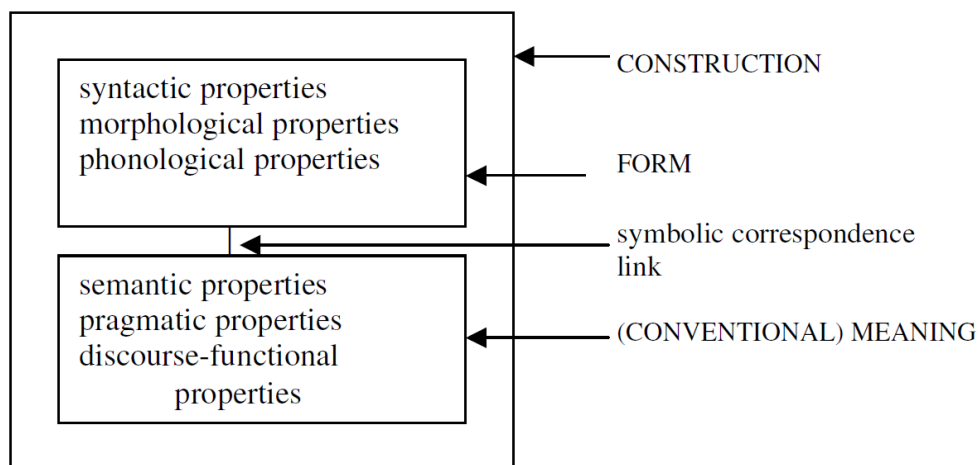 syntactic properties
morphological properties
phonological properties
CONSTRUCTION
FORM
symbolic correspondence
link
semantic properties
pragmatic properties
discourse-functional
properties
(CONVENTIONAL) MEANING